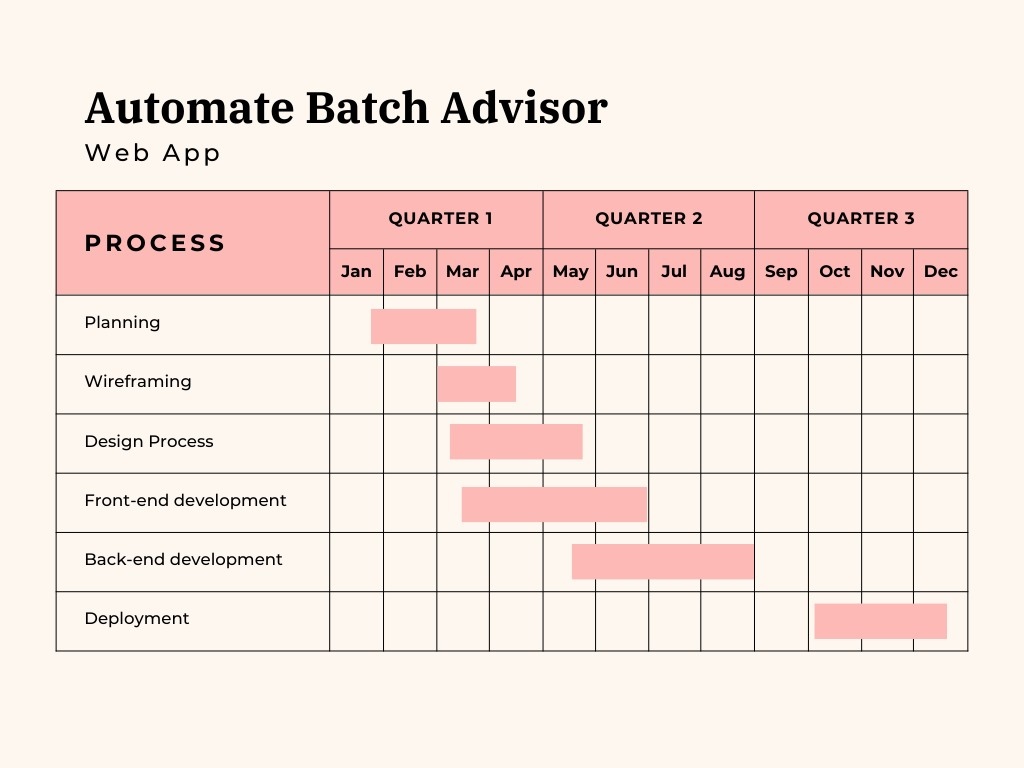 Automate Batch Advisor
Web App
PROCESS
QUARTER 1 QUARTER 2 QUARTER 3
Jan Feb Mar Apr May Jun Jul Aug Sep Oct Nov Dec
Planning
Wireframing
Design Process
Front-end development
Back-end development
Deployment